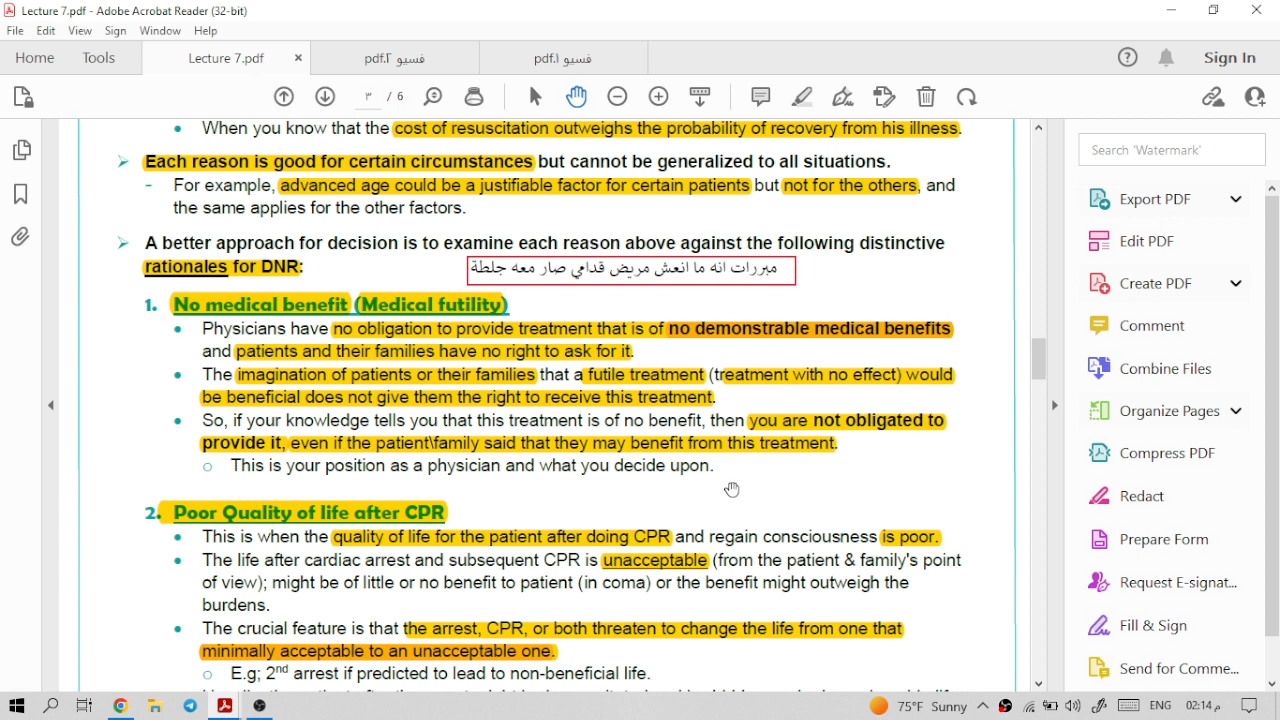 Lecture 7.pdf - Adobe Acrobat Reader (32-bit)
File Edit View Sign Window Help
Home Tools Lecture 7.pdf × فسيو ٢.pdf فسيو ١.pdf Sign In
٣ / 6
• When you know that the cost of resuscitation outweighs the probability of recovery from his illness.
➢ Each reason is good for certain circumstances but cannot be generalized to all situations.
- For example, advanced age could be a justifiable factor for certain patients but not for the others, and
the same applies for the other factors.
➢ A better approach for decision is to examine each reason above against the following distinctive
rationales for DNR:
مبررات انه ما انعش مريض قدامي صار معه جلطة
1. No medical benefit (Medical futility)
• Physicians have no obligation to provide treatment that is of no demonstrable medical benefits
and patients and their families have no right to ask for it.
• The imagination of patients or their families that a futile treatment (treatment with no effect) would
be beneficial does not give them the right to receive this treatment.
• So, if your knowledge tells you that this treatment is of no benefit, then you are not obligated to
provide it, even if the patient\family said that they may benefit from this treatment.
o This is your position as a physician and what you decide upon.
2. Poor Quality of life after CPR
• This is when the quality of life for the patient after doing CPR and regain consciousness is poor.
• The life after cardiac arrest and subsequent CPR is unacceptable (from the patient & family's point
of view); might be of little or no benefit to patient (in coma) or the benefit might outweigh the
burdens.
• The crucial feature is that the arrest, CPR, or both threaten to change the life from one that
minimally acceptable to an unacceptable one.
o E.g; 2nd arrest if predicted to lead to non-beneficial life.
Search 'Watermark'
Export PDF
Edit PDF
Create PDF
Comment
Combine Files
Organize Pages
Compress PDF
Redact
Prepare Form
Request E-signat...
Fill & Sign
Send for Comme...
75°F Sunny ENG 02:14 م